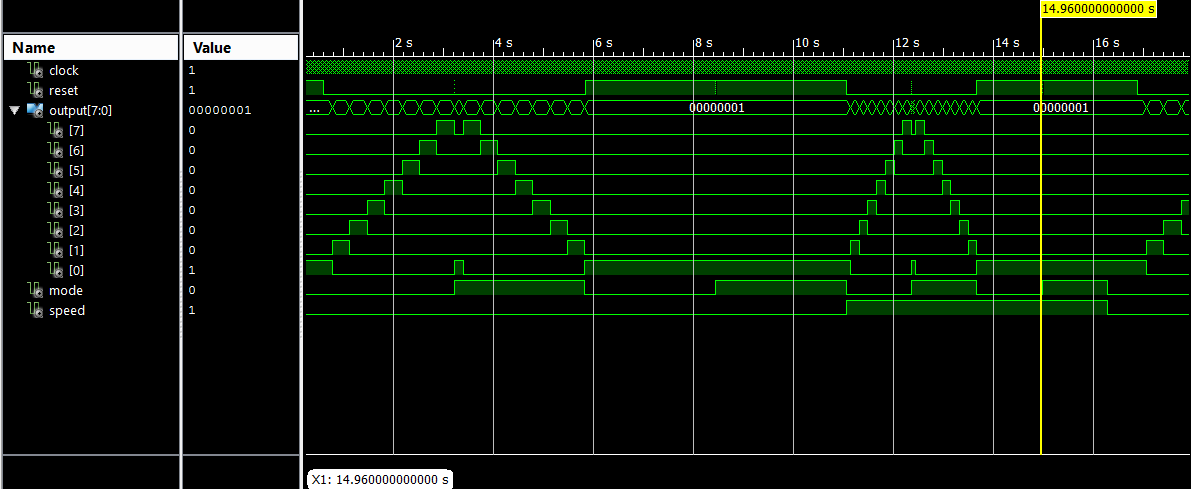 14.960000000000 s
Name Value
2 s 4 s 6 s 8 s 10 s 12 s 14 s 16 s
clock 1
reset 1
output[7:0] 00000001 ... 00000001 00000001
[7] 0
[6] 0
[5] 0
[4] 0
[3] 0
[2] 0
[1] 0
[0] 1
mode 0
speed 1
X1: 14.960000000000 s